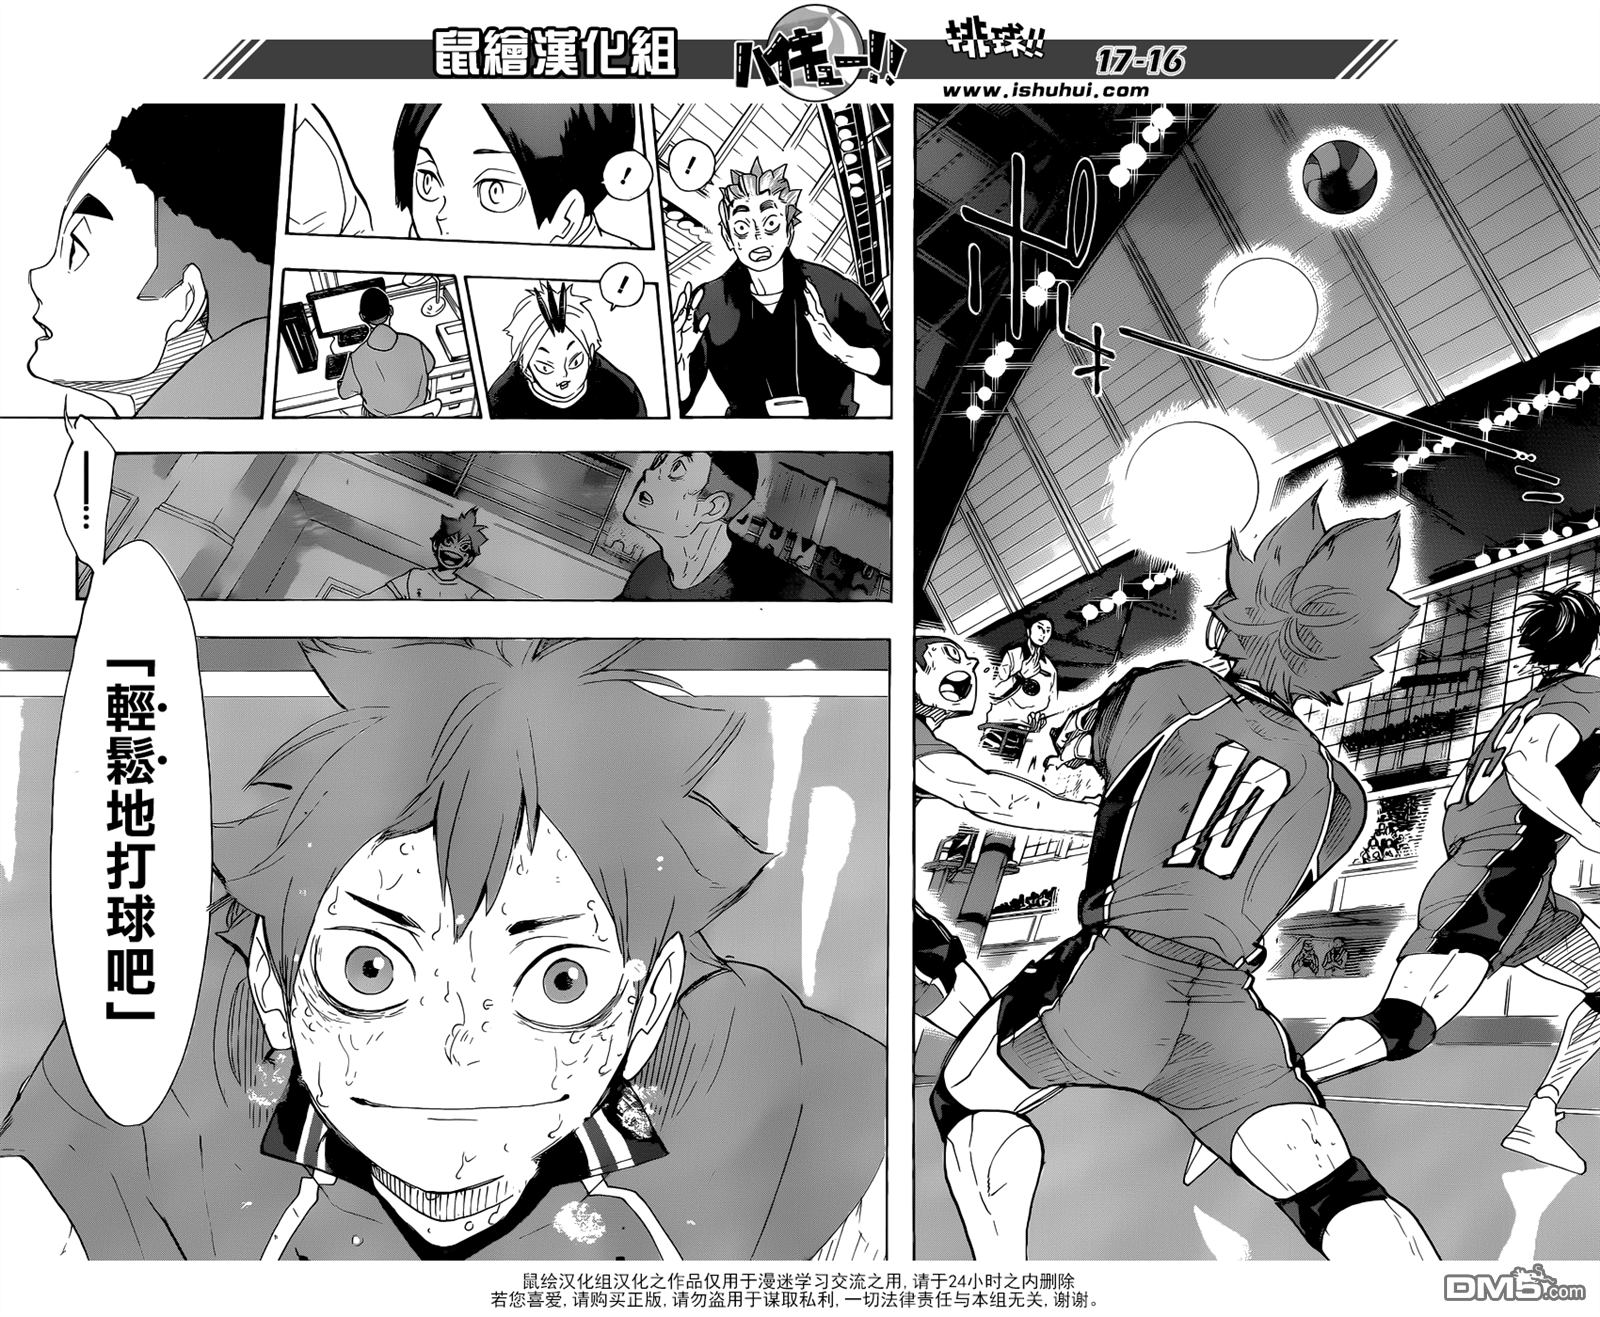 鼠繪漢化組
ハイキュー!!
排球!!
17-16
www.ishuhui.com
ポーン
10
!
!
!
——……
「輕鬆地打球吧」
鼠绘汉化组汉化之作品仅用于漫迷学习交流之用,请于24小时之内删除
若您喜爱,请购买正版,请勿盗用于谋取私利,一切法律责任与本组无关,谢谢。
DM5.com